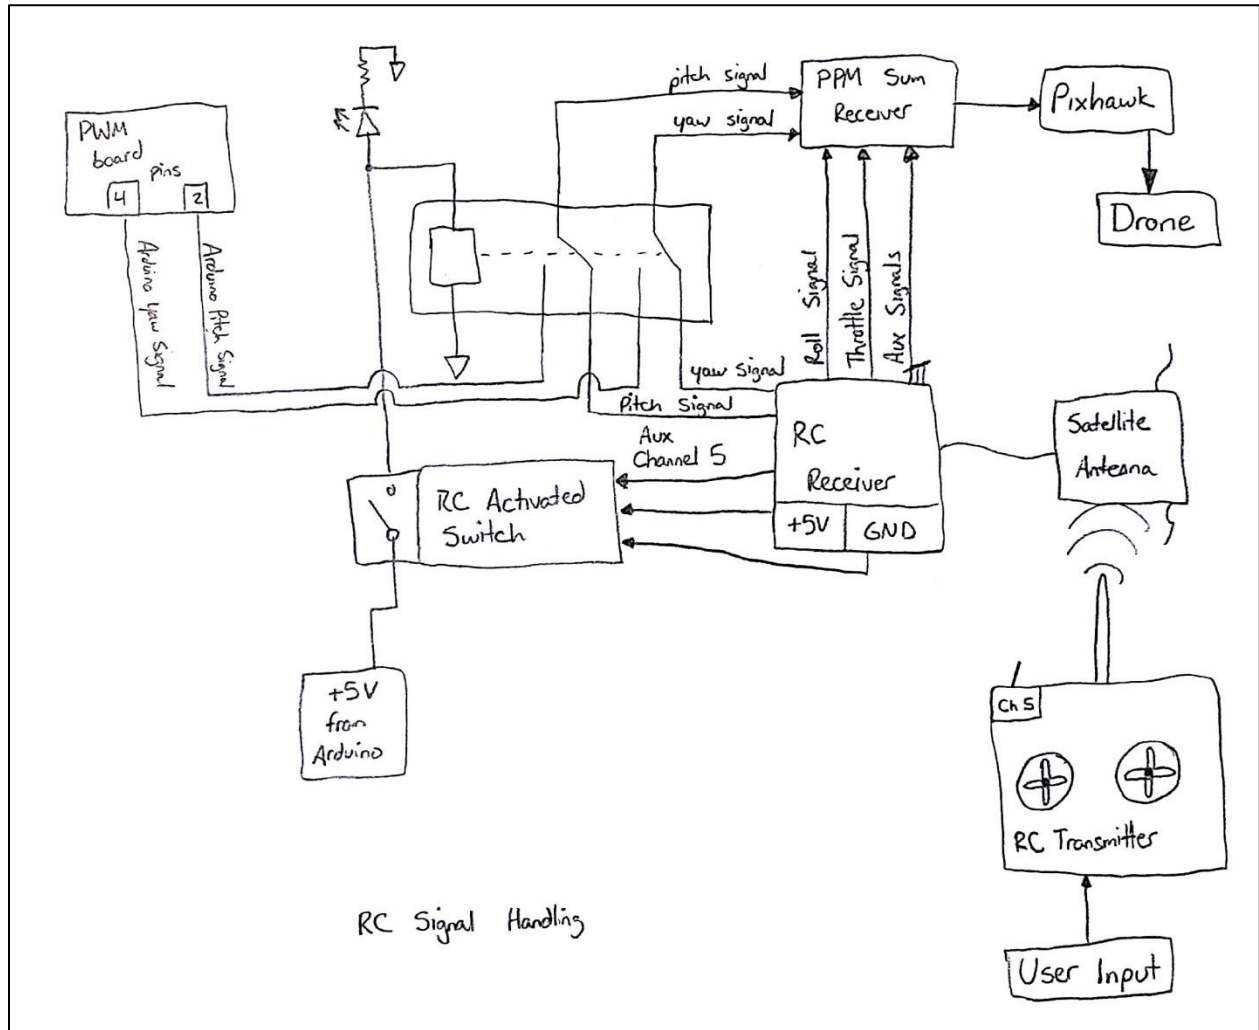 pitch signal
yaw signal
PPM Sum
Receiver
Pixhawk
Drone
PWM
board
pins
4
2
Arduino Yaw Signal
Arduino Pitch Signal
Roll Signal
Throttle Signal
Aux Signals
yaw Signal
Pitch Signal
Aux
Channel 5
RC
Receiver
+5V
GND
Satellite
Antenna
RC Activated
Switch
+5V
from
Arduino
Ch 5
RC Transmitter
User Input
RC Signal Handling